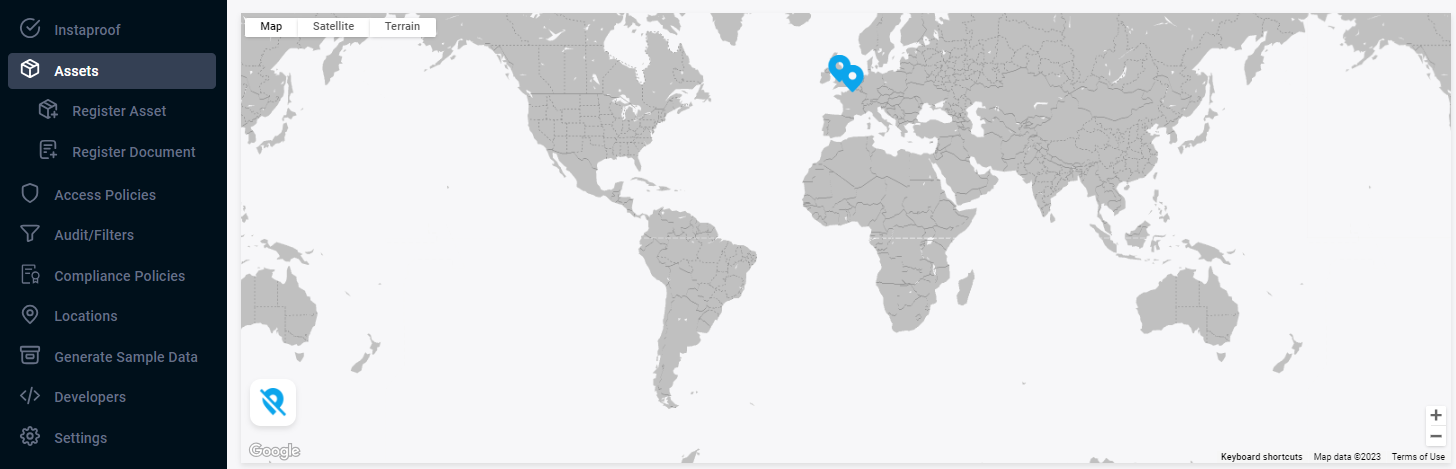 Instaproof
Assets
Register Asset
Register Document
Access Policies
Audit/Filters
Compliance Policies
Locations
Generate Sample Data
Developers
Settings
Map Satellite Terrain
Google
Keyboard shortcuts Map data ©2023 Terms of Use